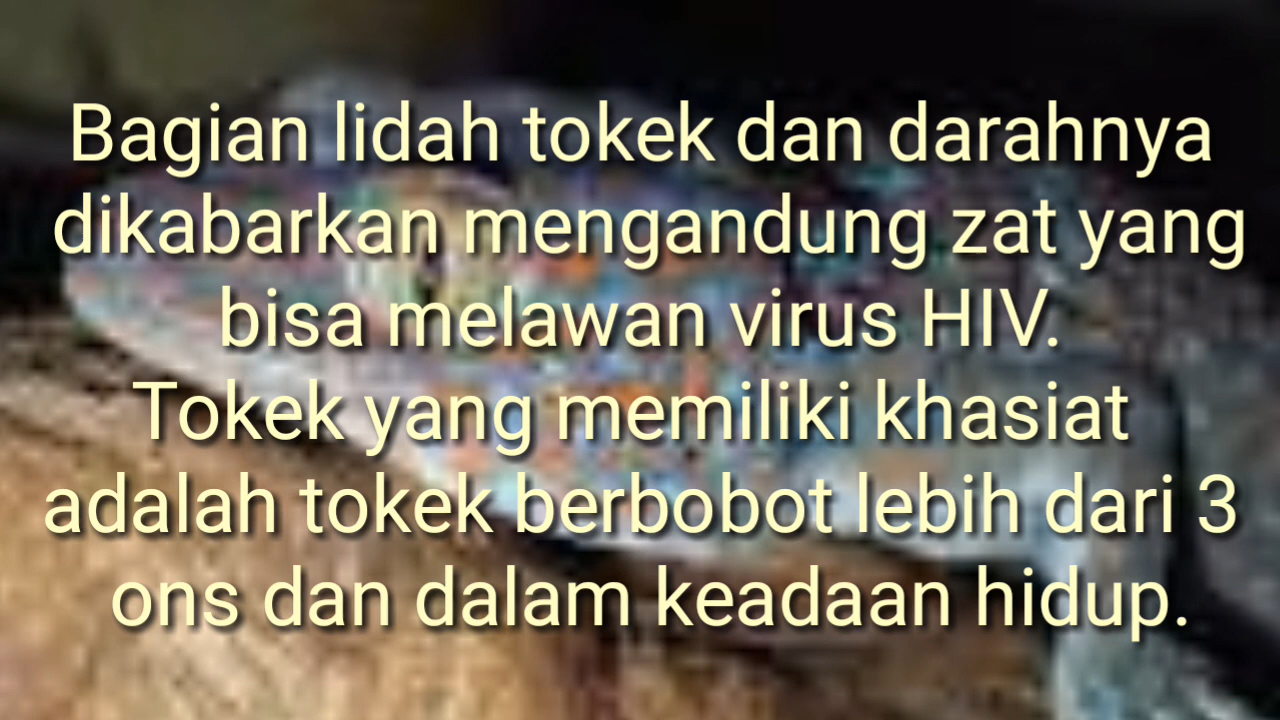 Bagian lidah tokek dan darahnya
dikabarkan mengandung zat yang
bisa melawan virus HIV.
Tokek yang memiliki khasiat
adalah tokek berbobot lebih dari 3
ons dan dalam keadaan hidup.